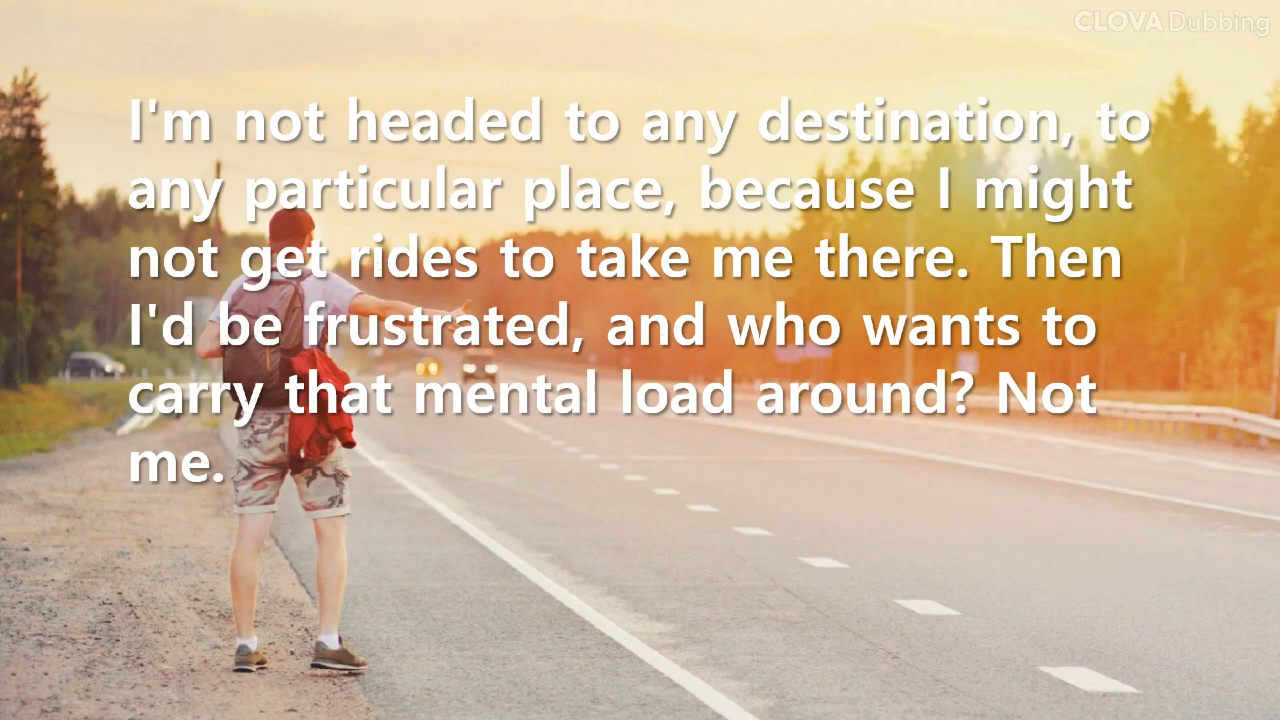 CLOVA Dubbing
I'm not headed to any destination, to
any particular place, because I might
not get rides to take me there. Then
I'd be frustrated, and who wants to
carry that mental load around? Not
me.